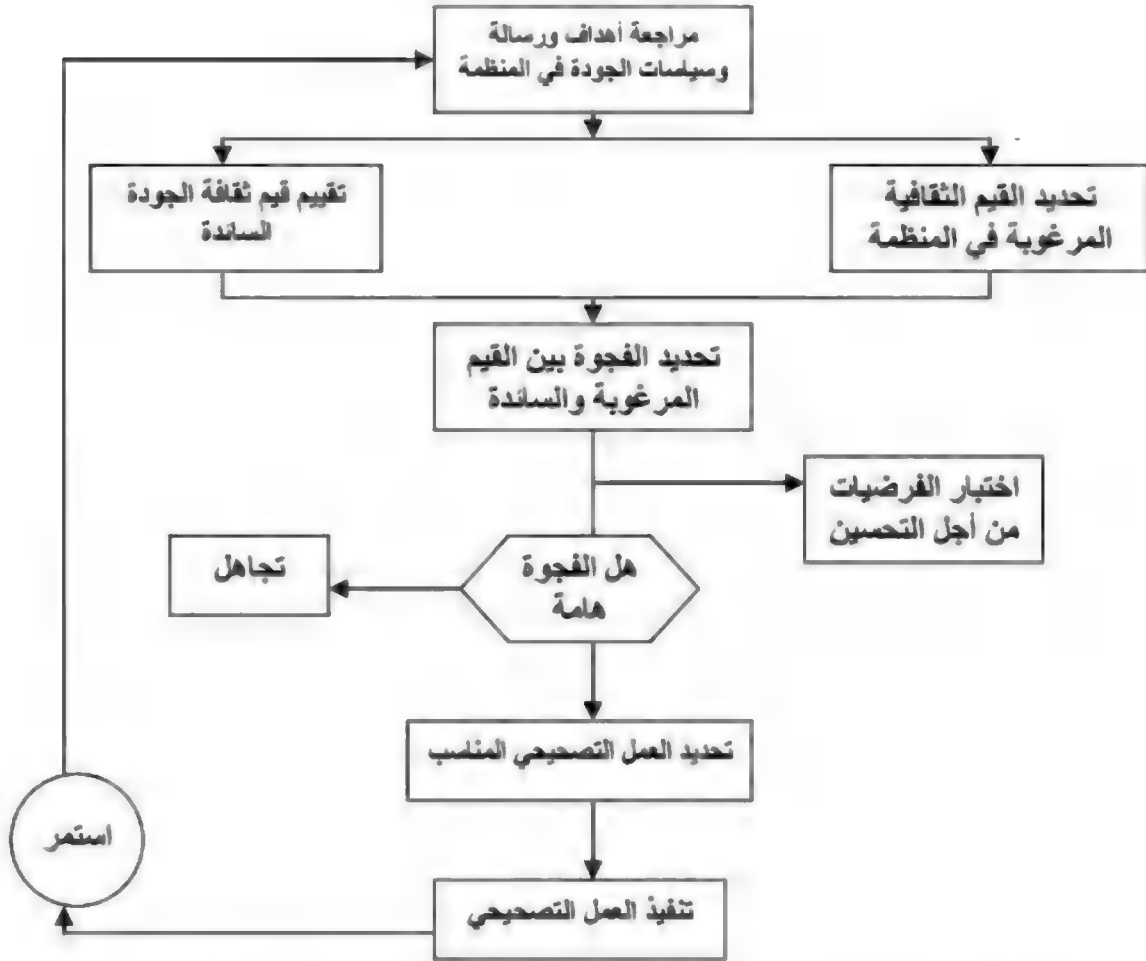 مراجعة أهداف ورسالة
وسياسات الجودة في المنظمة
تحديد القيم الثقافية
المرغوبة في المنظمة
تقييم قيم ثقافة الجودة
السائدة
تحديد الفجوة بين القيم
المرغوبة والسائدة
اختبار الفرضيات
من أجل التحسين
هل الفجوة
هامة
تجاهل
تحديد العمل التصحيحي المناسب
استمر
تنفيذ العمل التصحيحي